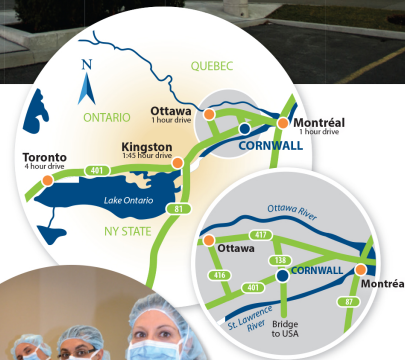 N
QUEBEC
ONTARIO
Ottawa
1 hour drive
Montréal
1 hour drive
CORNWALL
Kingston
1:45 hour drive
Toronto
4 hour drive
401
Lake Ontario
81
NY STATE
Ottawa River
417
Ottawa
138
CORNWALL
416
401
Montréa
87
St. Lawrence
River
Bridge
to USA